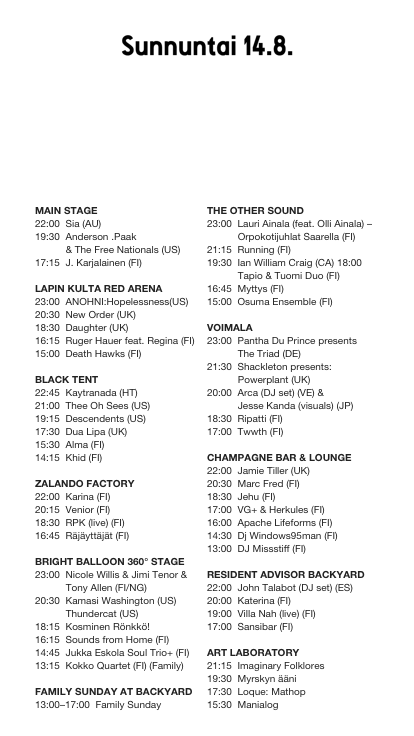 Sunnuntai 14.8.
MAIN STAGE
22:00 Sia (AU)
19:30 Anderson .Paak
& The Free Nationals (US)
17:15 J. Karjalainen (FI)
LAPIN KULTA RED ARENA
23:00 ANOHNI:Hopelessness(US)
20:30 New Order (UK)
18:30 Daughter (UK)
16:15 Ruger Hauer feat. Regina (FI)
15:00 Death Hawks (FI)
BLACK TENT
22:45 Kaytranada (HT)
21:00 Thee Oh Sees (US)
19:15 Descendents (US)
17:30 Dua Lipa (UK)
15:30 Alma (FI)
14:15 Khid (FI)
ZALANDO FACTORY
22:00 Karina (FI)
20:15 Venior (FI)
18:30 RPK (live) (FI)
16:45 Räjäyttäjät (FI)
BRIGHT BALLOON 360° STAGE
23:00 Nicole Willis & Jimi Tenor &
Tony Allen (FI/NG)
20:30 Kamasi Washington (US)
Thundercat (US)
18:15 Kosminen Rönkkö!
16:15 Sounds from Home (FI)
14:45 Jukka Eskola Soul Trio+ (FI)
13:15 Kokko Quartet (FI) (Family)
FAMILY SUNDAY AT BACKYARD
13:00–17:00 Family Sunday
THE OTHER SOUND
23:00 Lauri Ainala (feat. Olli Ainala) –
Orpokotijuhlat Saarella (FI)
21:15 Running (FI)
19:30 Ian William Craig (CA) 18:00
Tapio & Tuomi Duo (FI)
16:45 Myttys (FI)
15:00 Osuma Ensemble (FI)
VOIMALA
23:00 Pantha Du Prince presents
The Triad (DE)
21:30 Shackleton presents:
Powerplant (UK)
20:00 Arca (DJ set) (VE) &
Jesse Kanda (visuals) (JP)
18:30 Ripatti (FI)
17:00 Twwth (FI)
CHAMPAGNE BAR & LOUNGE
22:00 Jamie Tiller (UK)
20:30 Marc Fred (FI)
18:30 Jehu (FI)
17:00 VG+ & Herkules (FI)
16:00 Apache Lifeforms (FI)
14:30 Dj Windows95man (FI)
13:00 DJ Missstiff (FI)
RESIDENT ADVISOR BACKYARD
22:00 John Talabot (DJ set) (ES)
20:00 Katerina (FI)
19:00 Villa Nah (live) (FI)
17:00 Sansibar (FI)
ART LABORATORY
21:15 Imaginary Folklores
19:30 Myrskyn ääni
17:30 Loque: Mathop
15:30 Manialog